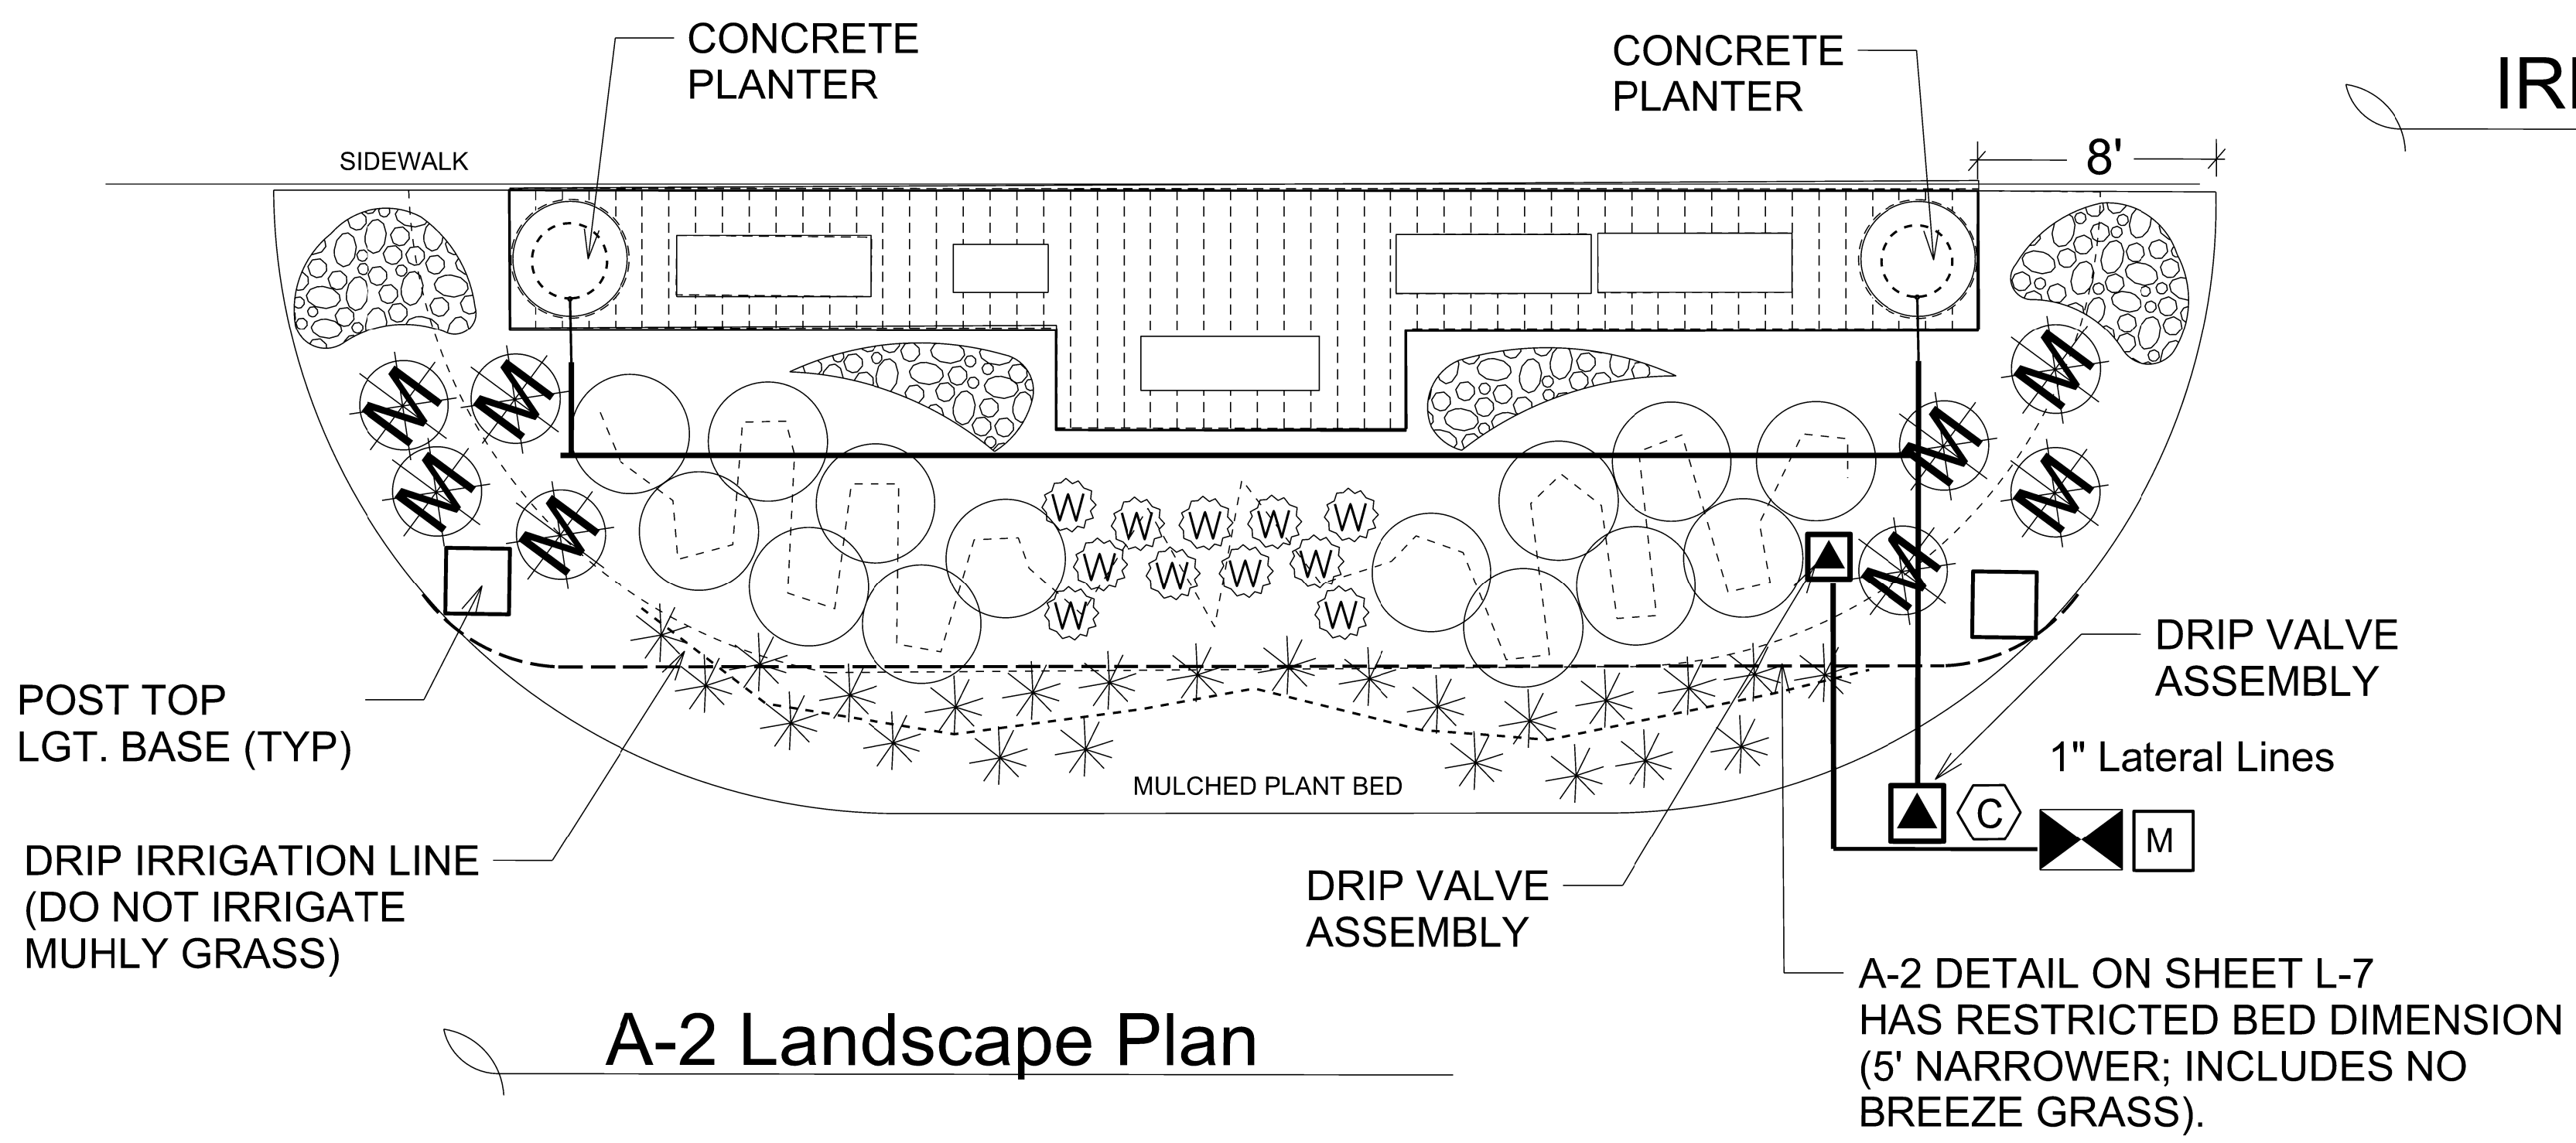 CONCRETE
PLANTER
CONCRETE
PLANTER
IR
8'
SIDEWALK
M
M
M
M
M
M
M
M
M
W
W
W
W
W
W
W
W
W
W
W
POST TOP
LGT. BASE (TYP)
DRIP VALVE
ASSEMBLY
1" Lateral Lines
MULCHED PLANT BED
C
M
DRIP IRRIGATION LINE
(DO NOT IRRIGATE
MUHLY GRASS)
DRIP VALVE
ASSEMBLY
A-2 DETAIL ON SHEET L-7
HAS RESTRICTED BED DIMENSION
(5' NARROWER; INCLUDES NO
BREEZE GRASS).
A-2 Landscape Plan